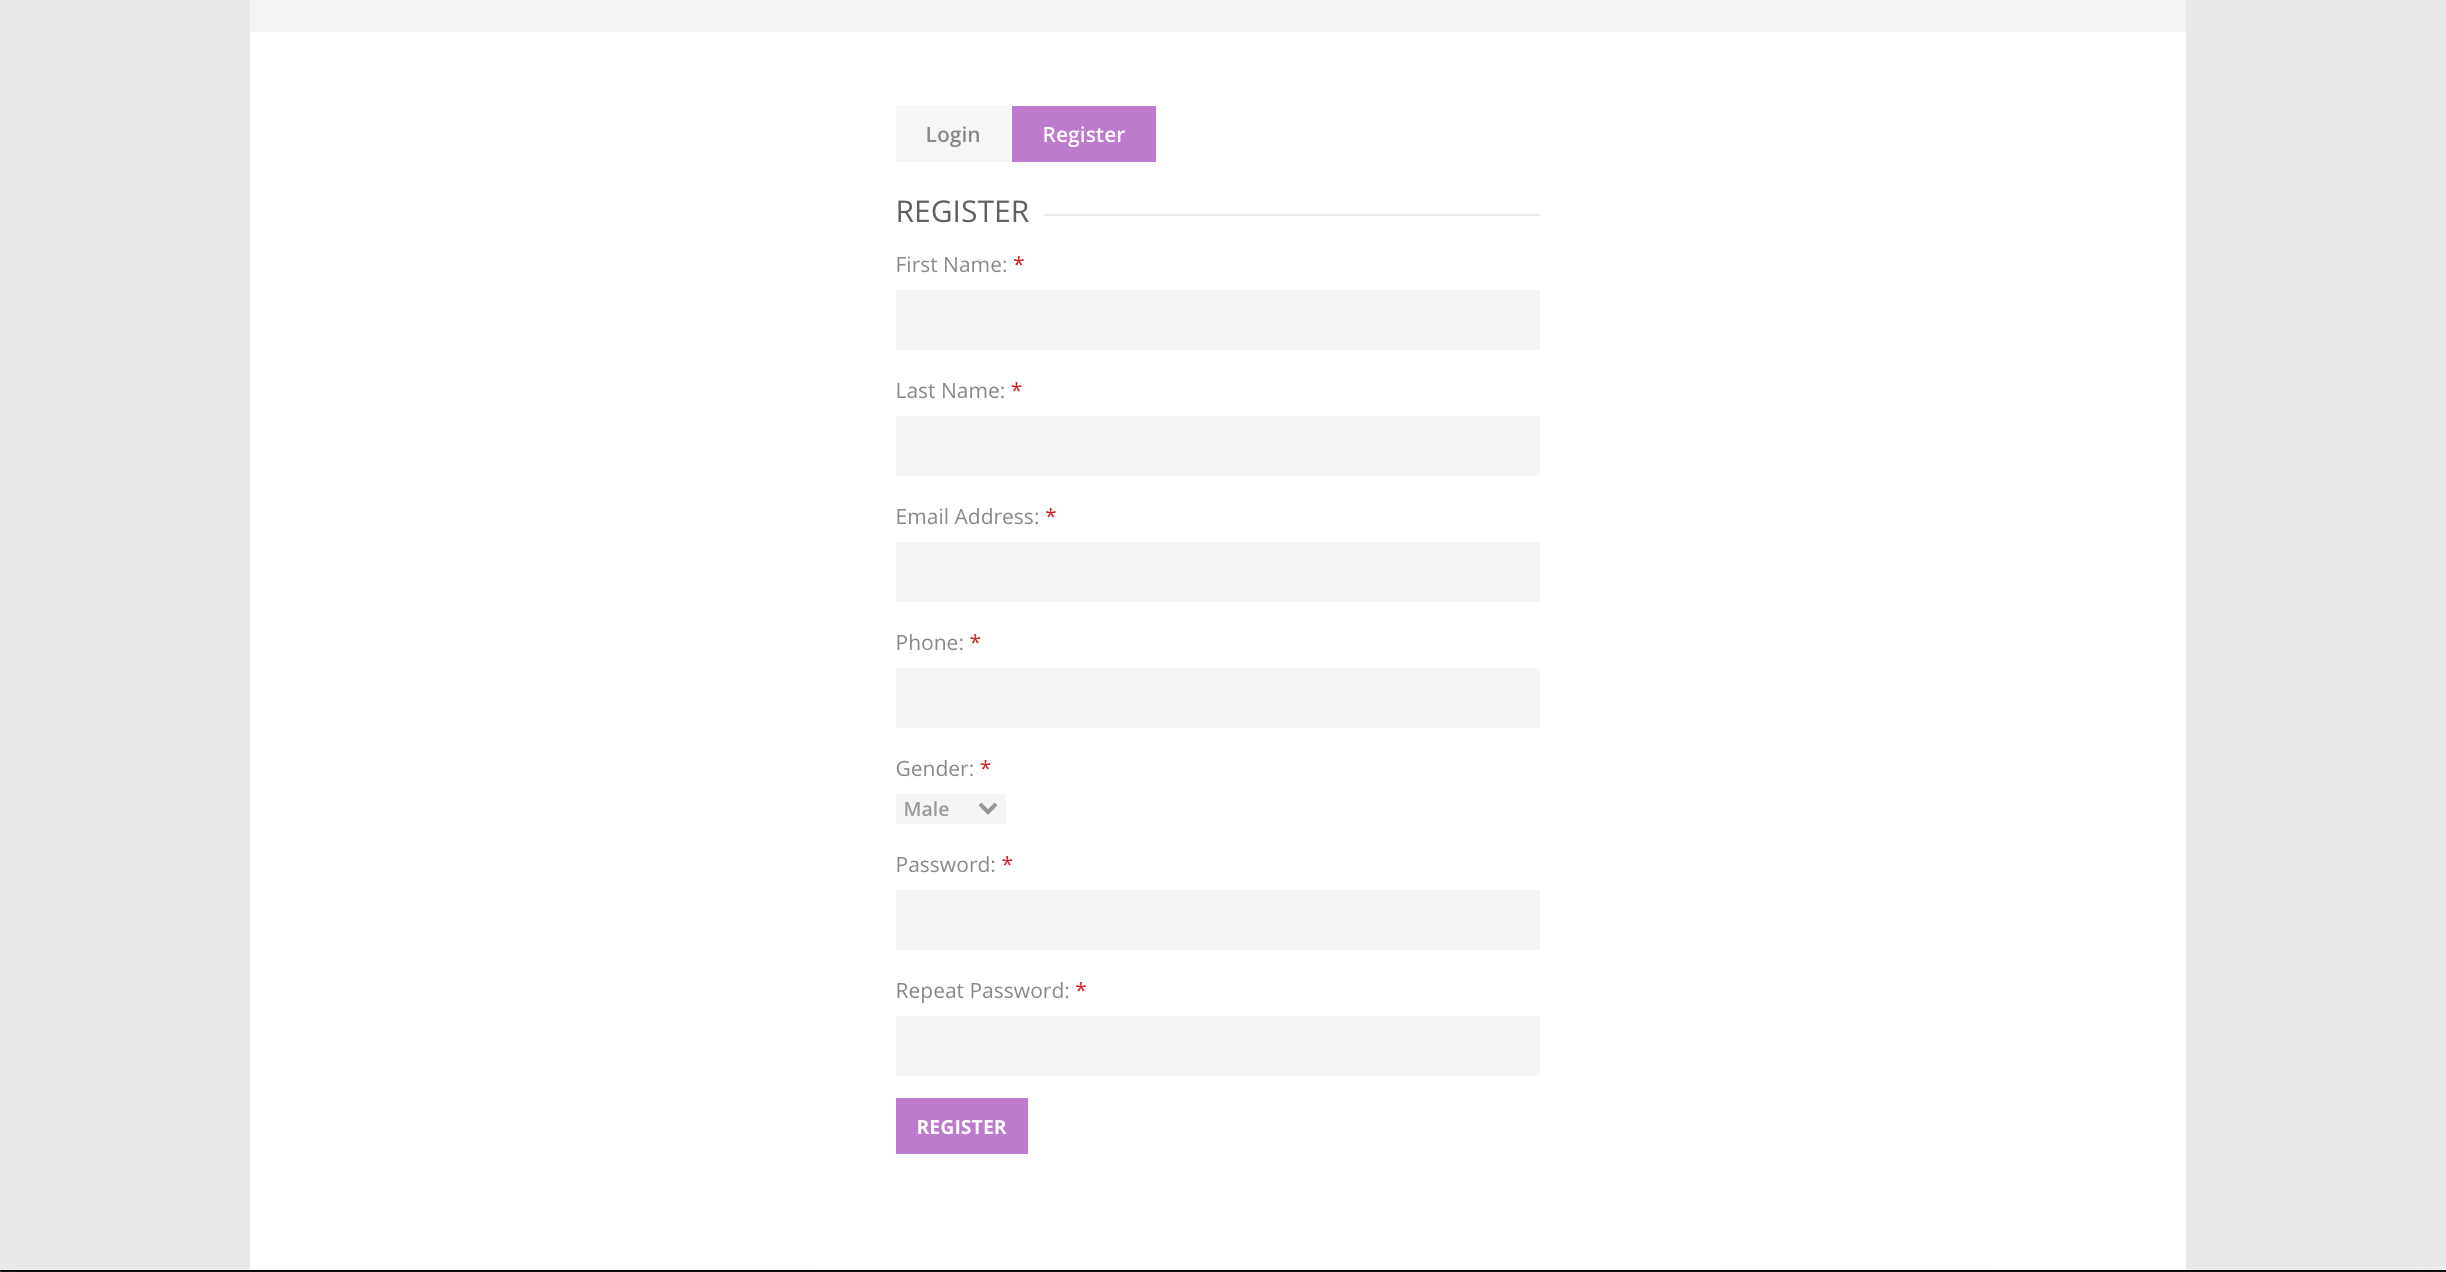 Login Register
REGISTER
First Name: *
Last Name: *
Email Address: *
Phone: *
Gender: *
Male
Password: *
Repeat Password: *
REGISTER